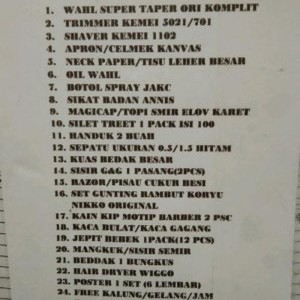 1. WAHL SUPER TAPER ORI KOMPLIT
2. TRIMMER KEMEI 5021/701
3. SHAVER KEMEI 1102
4. APRON/CELMEK KANVAS
5. NECK PAPER/TISU LEHER BESAR
6. OIL WAHL
7. BOTOL SPRAY JAKC
8. SIKAT BADAN ANNIS
9. MAGICAP/TOPI SMIR ELOV KARET
10. SILET TREET 1 PACK ISI 100
11. HANDUK 2 BUAH
12. SEPATU UKURAN 0.5/1.5 HITAM
13. KUAS BEDAK BESAR
14. SISIR G&G 1 PASANG(2PCS)
15. RAZOR/PISAU CUKUR BESI
16. SET GUNTING RAMBUT KORYU
NIKKO ORIGINAL
17. KAIN KIP MOTIP BARBER 2 PSC
18. KACA BULAT/KACA GAGANG
19. JEPIT BEBEK 1PACK(12 PCS)
20. MANGKUK/SISIR SEMIR
21. BEDDAK 1 BUNGKUS
22. HAIR DRYER WIGGO
23. POSTER 1 SET (6 LEMBAR)
24. FREE KALUNG/GELANG/JAM